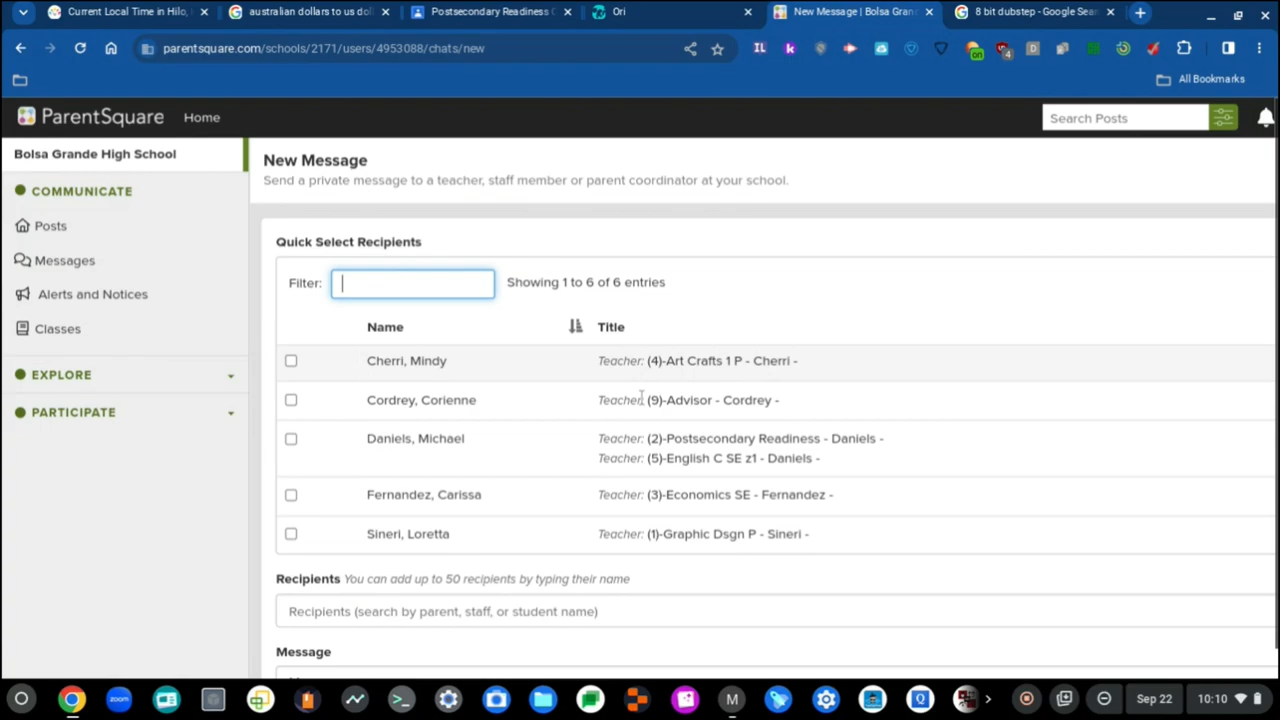 Current Local Time in Hilo,
australian dollars to us dol
Postsecondary Readiness C
Ori
New Message | Bolsa Gran
8 bit dubstep - Google Sea
parentsquare.com/schools/2171/users/4953088/chats/new
IL
k
on
D
4
All Bookmarks
ParentSquare
Home
Search Posts
Bolsa Grande High School
COMMUNICATE
Posts
Messages
Alerts and Notices
Classes
EXPLORE
PARTICIPATE
New Message
Send a private message to a teacher, staff member or parent coordinator at your school.
Quick Select Recipients
Filter:
Showing 1 to 6 of 6 entries
Name Title
Cherri, Mindy Teacher: (4)-Art Crafts 1 P - Cherri -
Cordrey, Corienne Teacher: (9)-Advisor - Cordrey -
Daniels, Michael Teacher: (2)-Postsecondary Readiness - Daniels -
Teacher: (5)-English C SE z1 - Daniels -
Fernandez, Carissa Teacher: (3)-Economics SE - Fernandez -
Sineri, Loretta Teacher: (1)-Graphic Dsgn P - Sineri -
Recipients You can add up to 50 recipients by typing their name
Recipients (search by parent, staff, or student name)
Message
zoom
M
Q
Sep 22
10:10